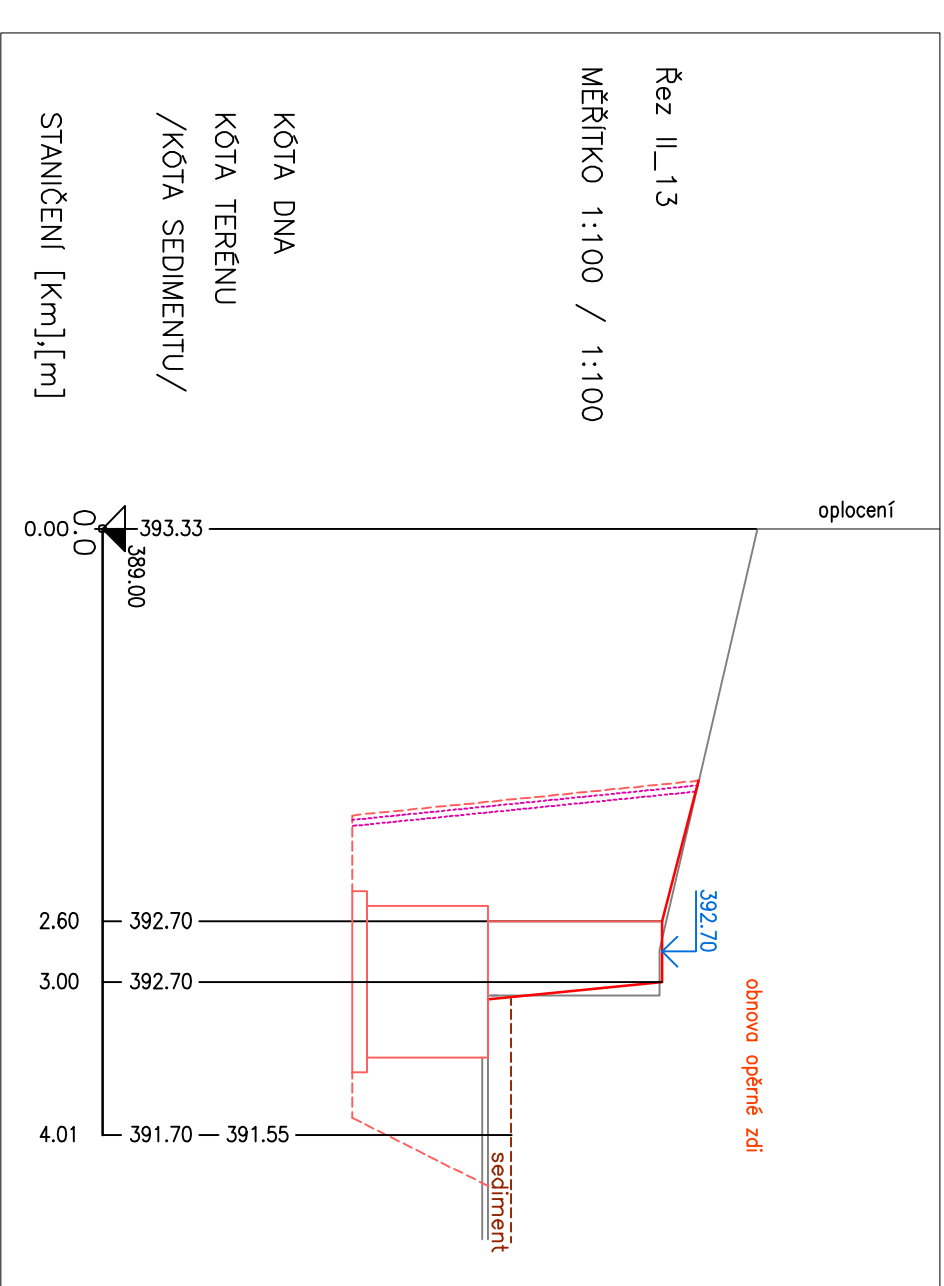 Řez II_13
MĚŘÍTKO 1:100 / 1:100
KÓTA DNA
KÓTA TERÉNU
/KÓTA SEDIMENTU/
STANIČENÍ [Km],[m]
oplocení
392.70
obnova opěrné zdi
sediment
389.00
0.0
0.00
393.33
2.60
392.70
3.00
392.70
4.01
391.70
391.55